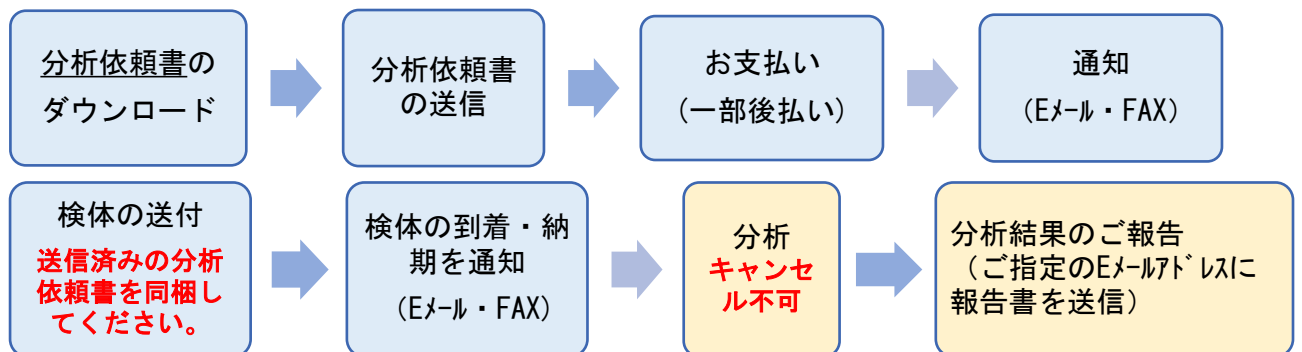 分析依頼書の
ダウンロード
分析依頼書
の送信
お支払い
(一部後払い)
通知
(Eﾒｰﾙ・FAX)
検体の送付
送信済みの分析
依頼書を同梱し
てください。
検体の到着・納
期を通知
(Eﾒｰﾙ・FAX)
分析
キャンセ
ル不可
分析結果のご報告
（ご指定のEﾒｰﾙｱﾄﾞﾚｽに
報告書を送信）